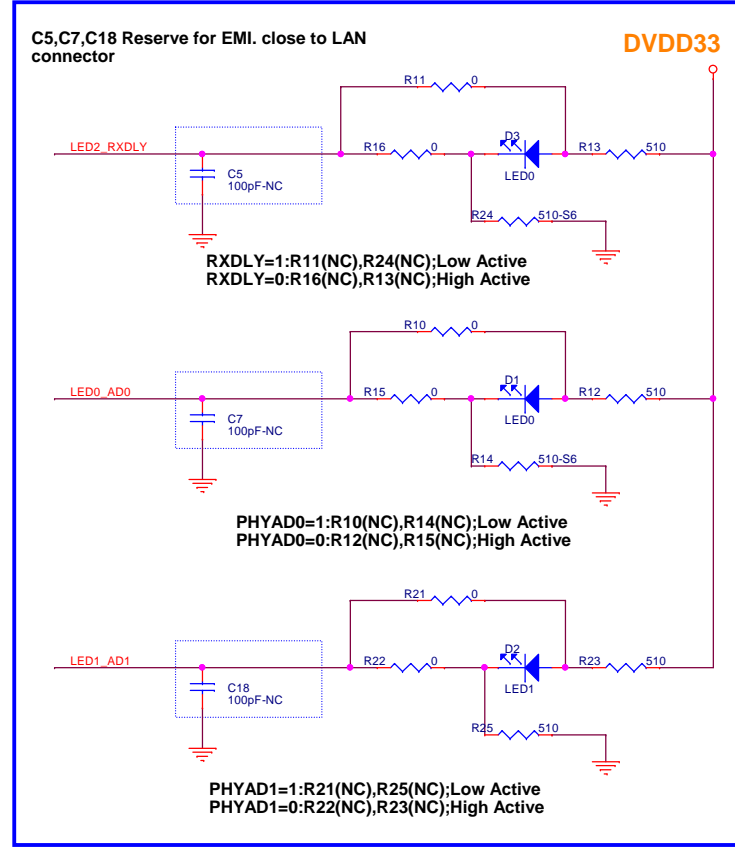 C5,C7,C18 Reserve for EMI. close to LAN
connector
DVDD33
R11 0
LED2_RXDLY
R16 0
D3
LED0
R13 510
C5
100pF-NC
R24 510-S6
RXDLY=1:R11(NC),R24(NC);Low Active
RXDLY=0:R16(NC),R13(NC);High Active
R10 0
LED0_AD0
R15 0
D1
LED0
R12 510
C7
100pF-NC
R14 510-S6
PHYAD0=1:R10(NC),R14(NC);Low Active
PHYAD0=0:R12(NC),R15(NC);High Active
R21 0
LED1_AD1
R22 0
D2
LED1
R23 510
C18
100pF-NC
R25 510
PHYAD1=1:R21(NC),R25(NC);Low Active
PHYAD1=0:R22(NC),R23(NC);High Active